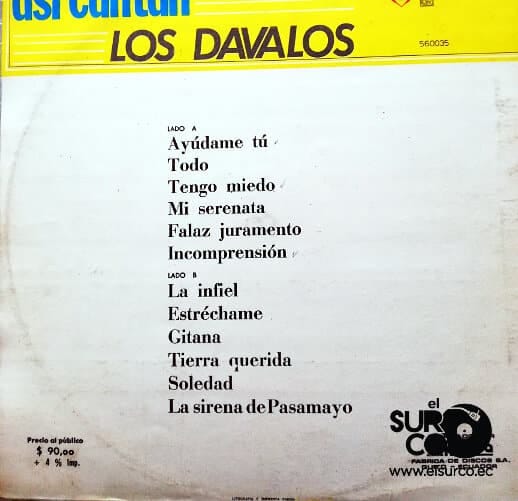 así cantan
LOS DAVALOS
560035
LADO A
Ayúdame tú
Todo
Tengo miedo
Mi serenata
Falaz juramento
Incomprensión
LADO B
La infiel
Estréchame
Gitana
Tierra querida
Soledad
La sirena de Pasamayo
Precio al público
$ 90,00
+ 4 % Imp.
el
SURCO
FABRICA DE DISCOS S.A.
ECUADOR
www.elsurco.ec